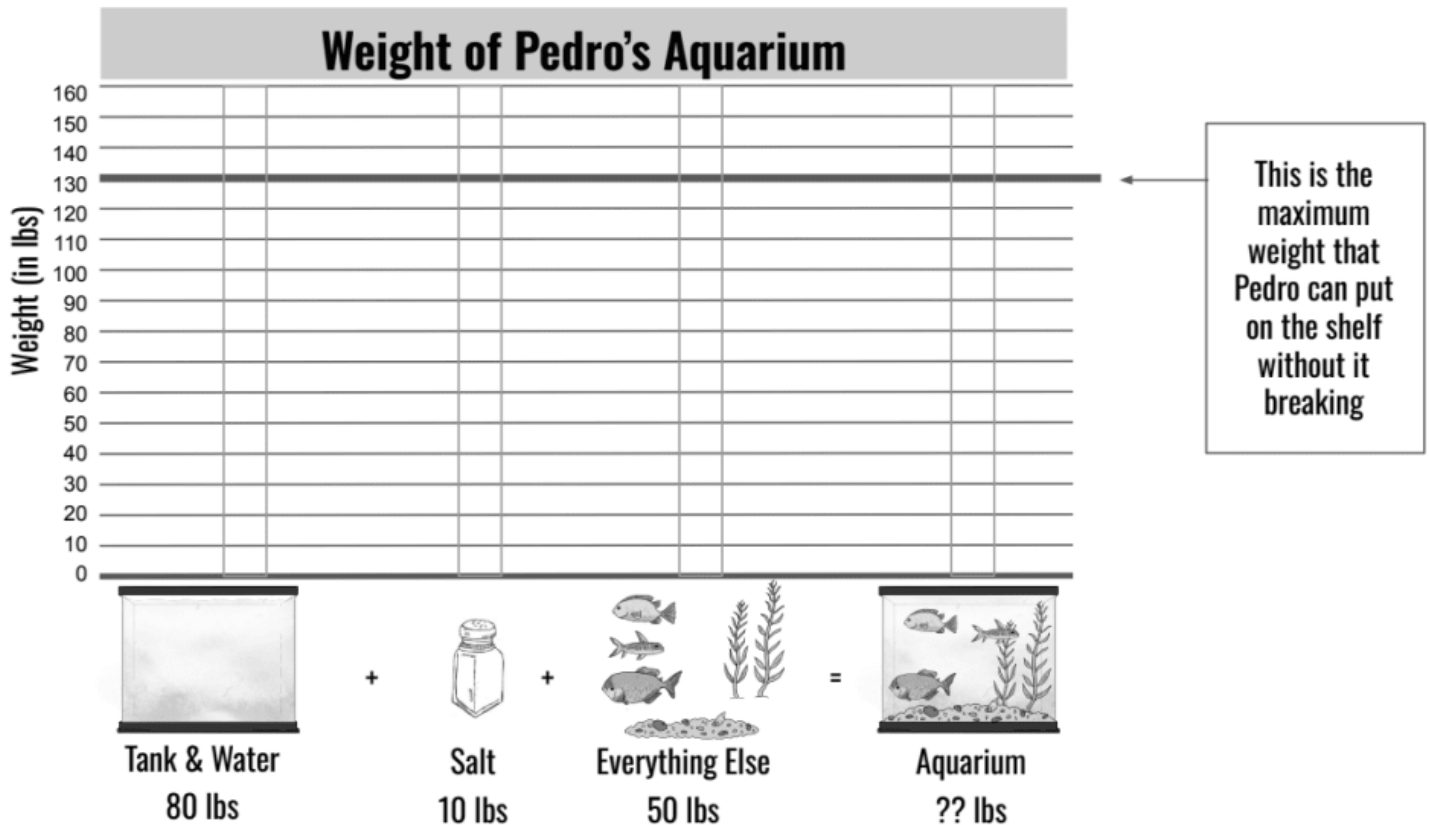 Weight of Pedro's Aquarium
Weight (in lbs)
160
150
140
130
120
110
100
90
80
70
60
50
40
30
20
10
0
This is the
maximum
weight that
Pedro can put
on the shelf
without it
breaking
+ + =
Tank & Water Salt Everything Else Aquarium
80 lbs 10 lbs 50 lbs ?? lbs